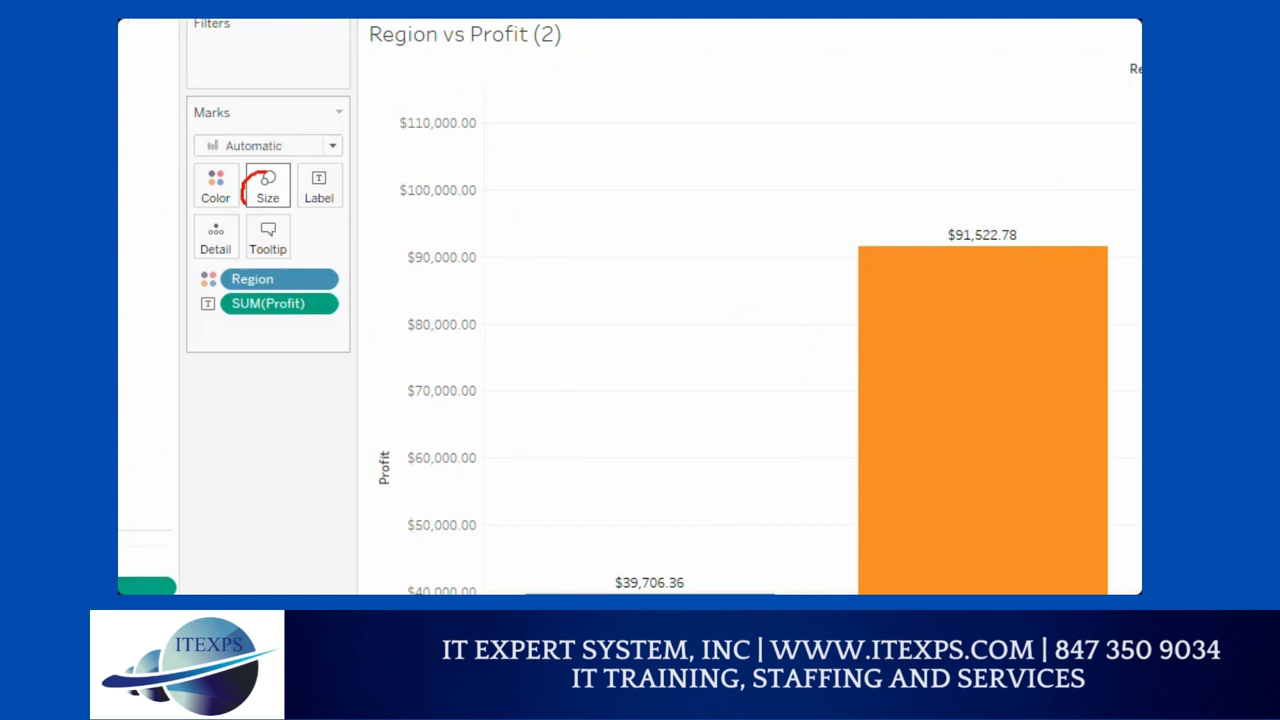 Filters
Region vs Profit (2)
Re
Marks
Automatic
Color
Size
Label
Detail
Tooltip
Region
SUM(Profit)
$110,000.00
$100,000.00
$90,000.00
$80,000.00
$70,000.00
$60,000.00
$50,000.00
$40,000.00
Profit
$91,522.78
$39,706.36
ITEXPS
IT EXPERT SYSTEM, INC | WWW.ITEXPS.COM | 847 350 9034
IT TRAINING, STAFFING AND SERVICES